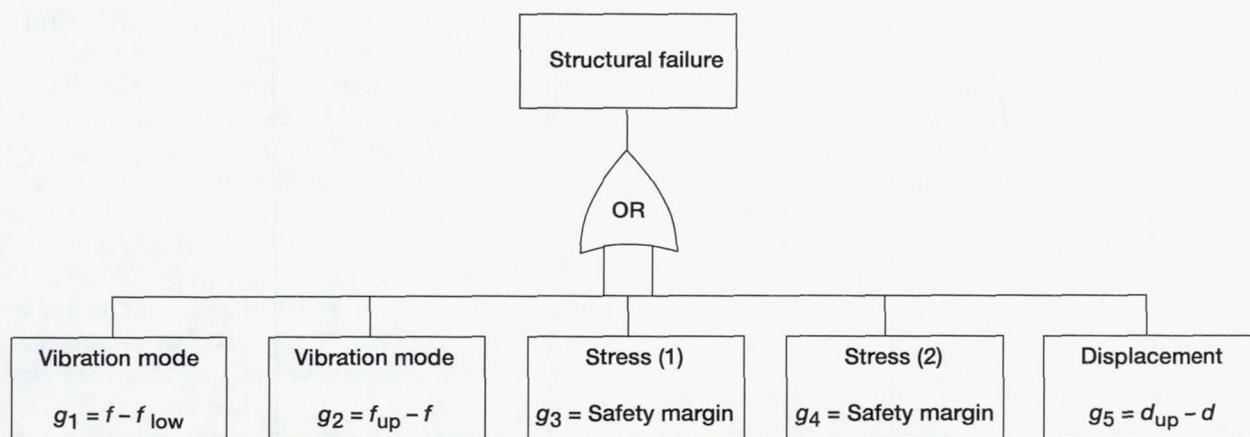 Structural failure
OR
Vibration mode
g1 = f – f low
Vibration mode
g2 = fup – f
Stress (1)
g3 = Safety margin
Stress (2)
g4 = Safety margin
Displacement
g5 = dup – d